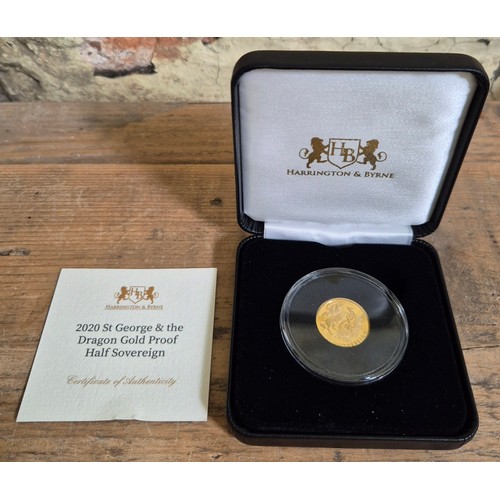 HB
HARRINGTON & BYRNE
HB
HARRINGTON & BYRNE
2020 St George & the
Dragon Gold Proof
Half Sovereign
Certificate of Authenticity